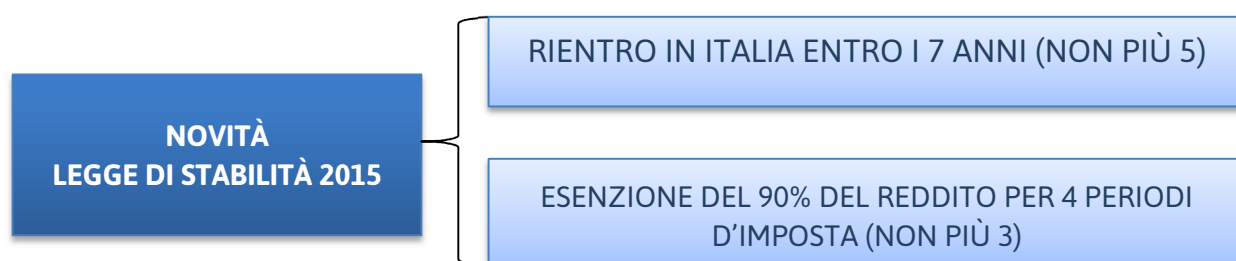 NOVITÀ
LEGGE DI STABILITÀ 2015
RIENTRO IN ITALIA ENTRO I 7 ANNI (NON PIÙ 5)
ESENZIONE DEL 90% DEL REDDITO PER 4 PERIODI
D’IMPOSTA (NON PIÙ 3)